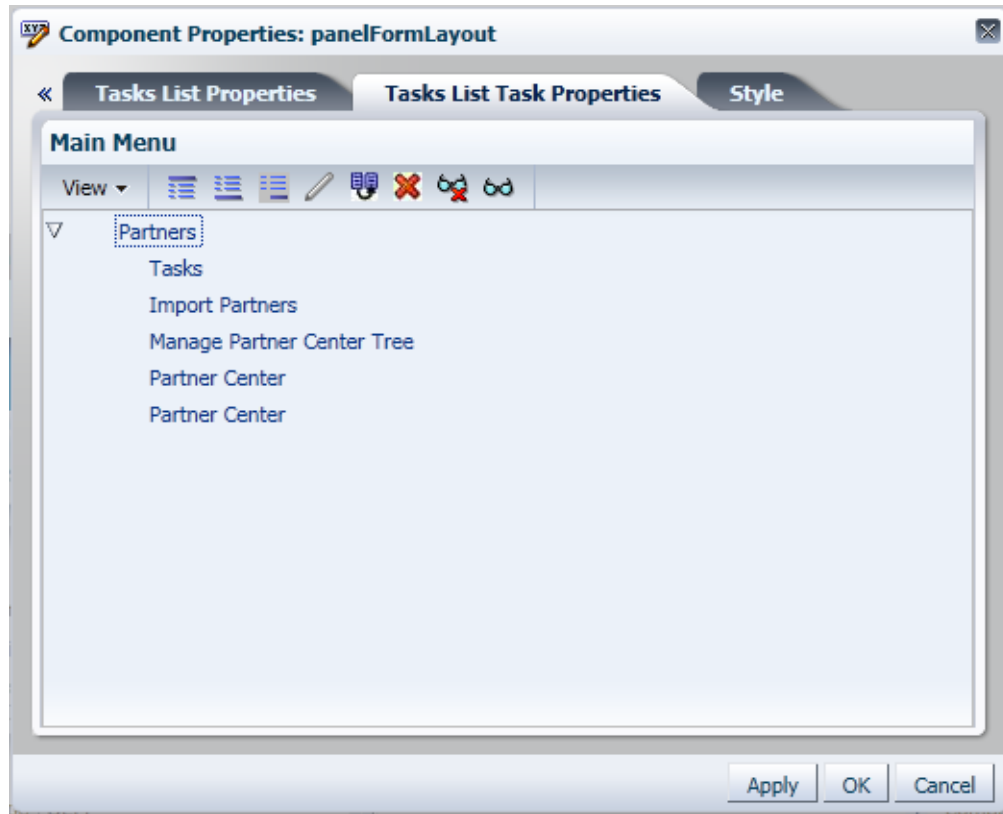 Component Properties: panelFormLayout
« Tasks List Properties Tasks List Task Properties Style
Main Menu
View
Partners
Tasks
Import Partners
Manage Partner Center Tree
Partner Center
Partner Center
Apply OK Cancel